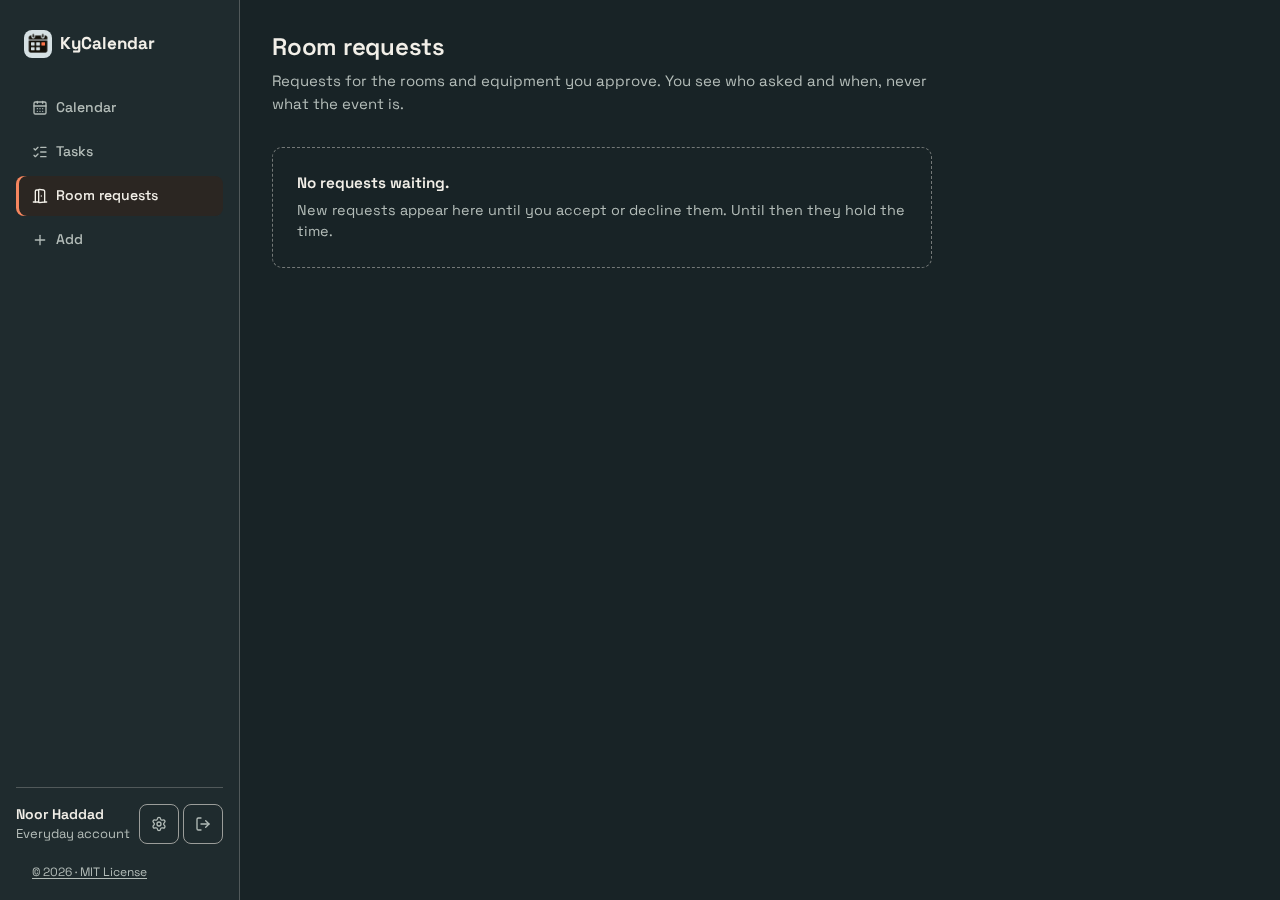 KyCalendar
Calendar
Tasks
Room requests
Add
Noor Haddad
Everyday account
© 2026 · MIT License
Room requests
Requests for the rooms and equipment you approve. You see who asked and when, never
what the event is.
No requests waiting.
New requests appear here until you accept or decline them. Until then they hold the
time.